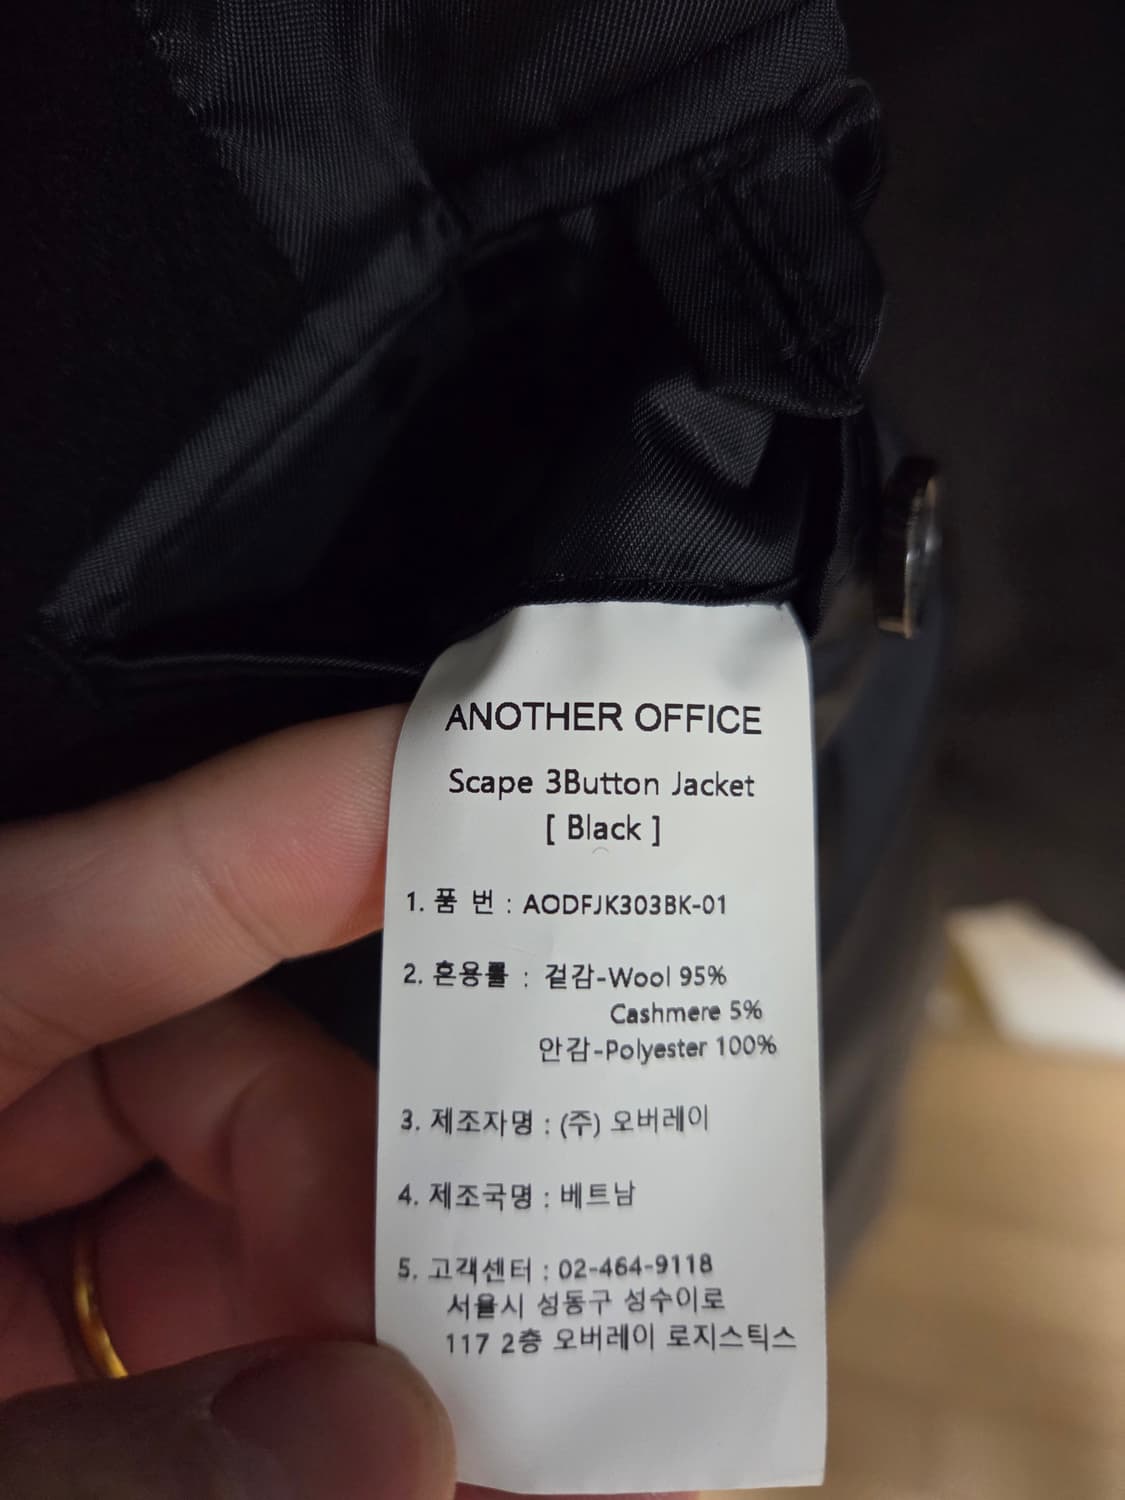 ANOTHER OFFICE
Scape 3Button Jacket
[ Black ]
1. 품 번 : AODFJK303BK-01
2. 혼용률 : 겉감-Wool 95%
Cashmere 5%
안감-Polyester 100%
3. 제조자명 : (주) 오버레이
4. 제조국명 : 베트남
5. 고객센터 : 02-464-9118
서울시 성동구 성수이로
117 2층 오버레이 로지스틱스